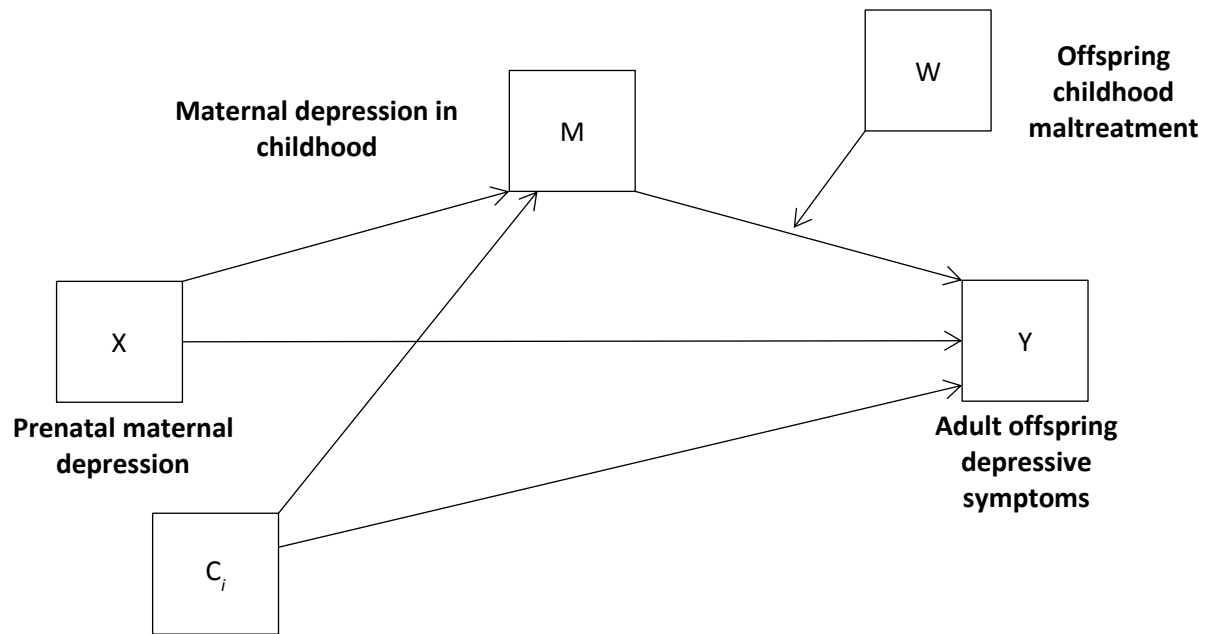 W
Offspring
childhood
maltreatment
Maternal depression in
childhood
M
X
Y
Prenatal maternal
depression
Adult offspring
depressive
symptoms
Ci